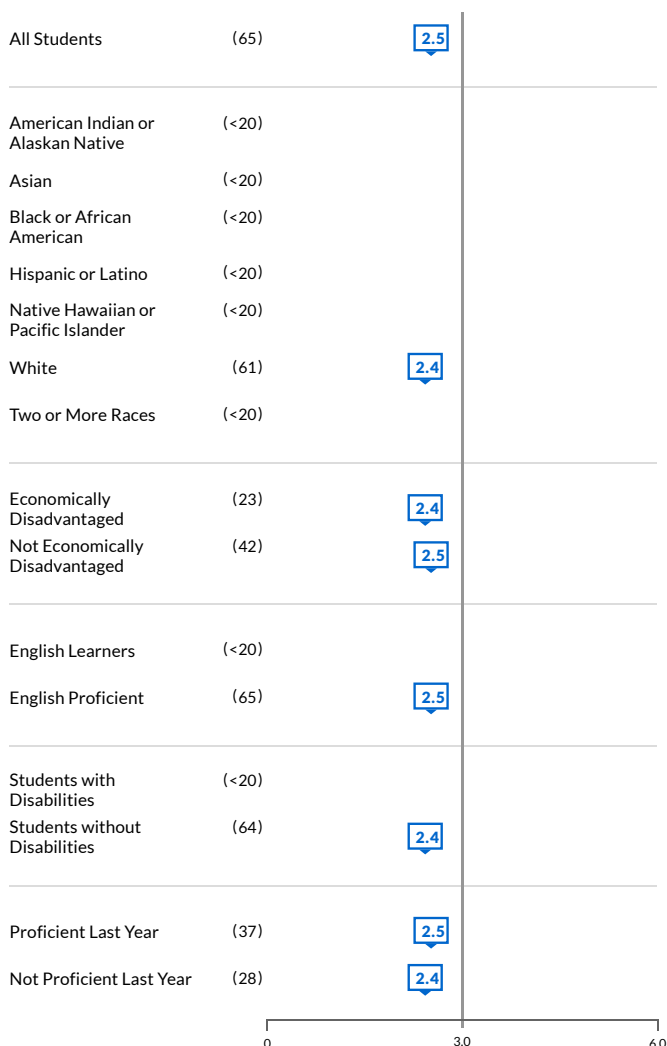 All Students (65) 2.5
American Indian or (<20)
Alaskan Native
Asian (<20)
Black or African (<20)
American
Hispanic or Latino (<20)
Native Hawaiian or (<20)
Pacific Islander
White (61) 2.4
Two or More Races (<20)
Economically (23) 2.4
Disadvantaged
Not Economically (42) 2.5
Disadvantaged
English Learners (<20)
English Proficient (65) 2.5
Students with (<20)
Disabilities
Students without (64) 2.4
Disabilities
Proficient Last Year (37) 2.5
Not Proficient Last Year (28) 2.4
0 3.0 6.0